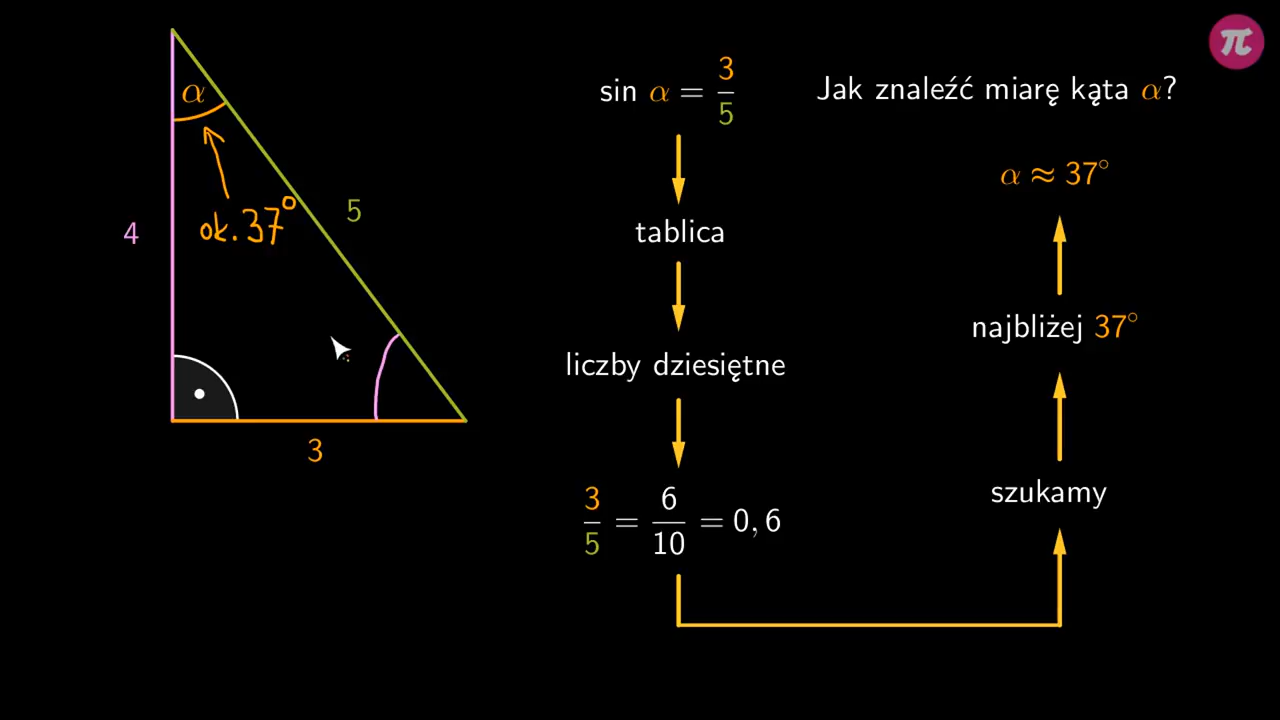 α
4
5
ok. 37°
3
sin α = 3/5
tablica
liczby dziesiętne
3/5 = 6/10 = 0,6
Jak znaleźć miarę kąta α?
α ≈ 37°
najbliżej 37°
szukamy
π